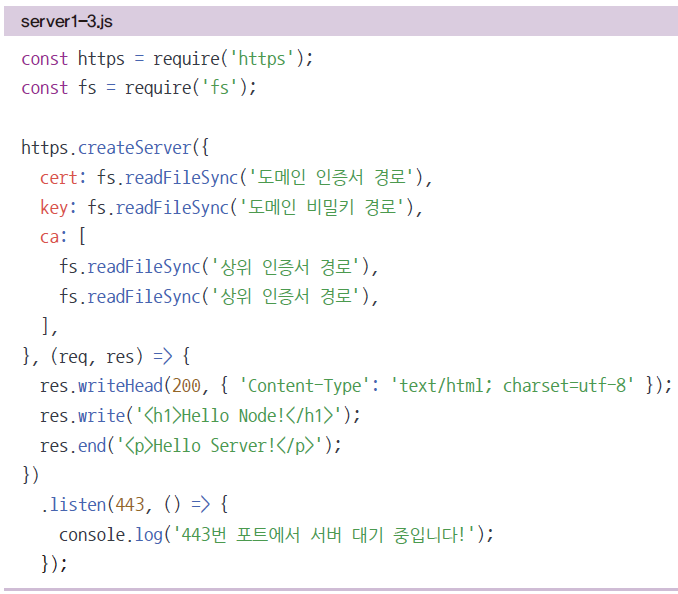 server1-3.js
const https = require('https');
const fs = require('fs');
https.createServer({
  cert: fs.readFileSync('도메인 인증서 경로'),
  key: fs.readFileSync('도메인 비밀키 경로'),
  ca: [
    fs.readFileSync('상위 인증서 경로'),
    fs.readFileSync('상위 인증서 경로'),
  ],
}, (req, res) => {
  res.writeHead(200, { 'Content-Type': 'text/html; charset=utf-8' });
  res.write('<h1>Hello Node!</h1>');
  res.end('<p>Hello Server!</p>');
})
  .listen(443, () => {
    console.log('443번 포트에서 서버 대기 중입니다!');
  });